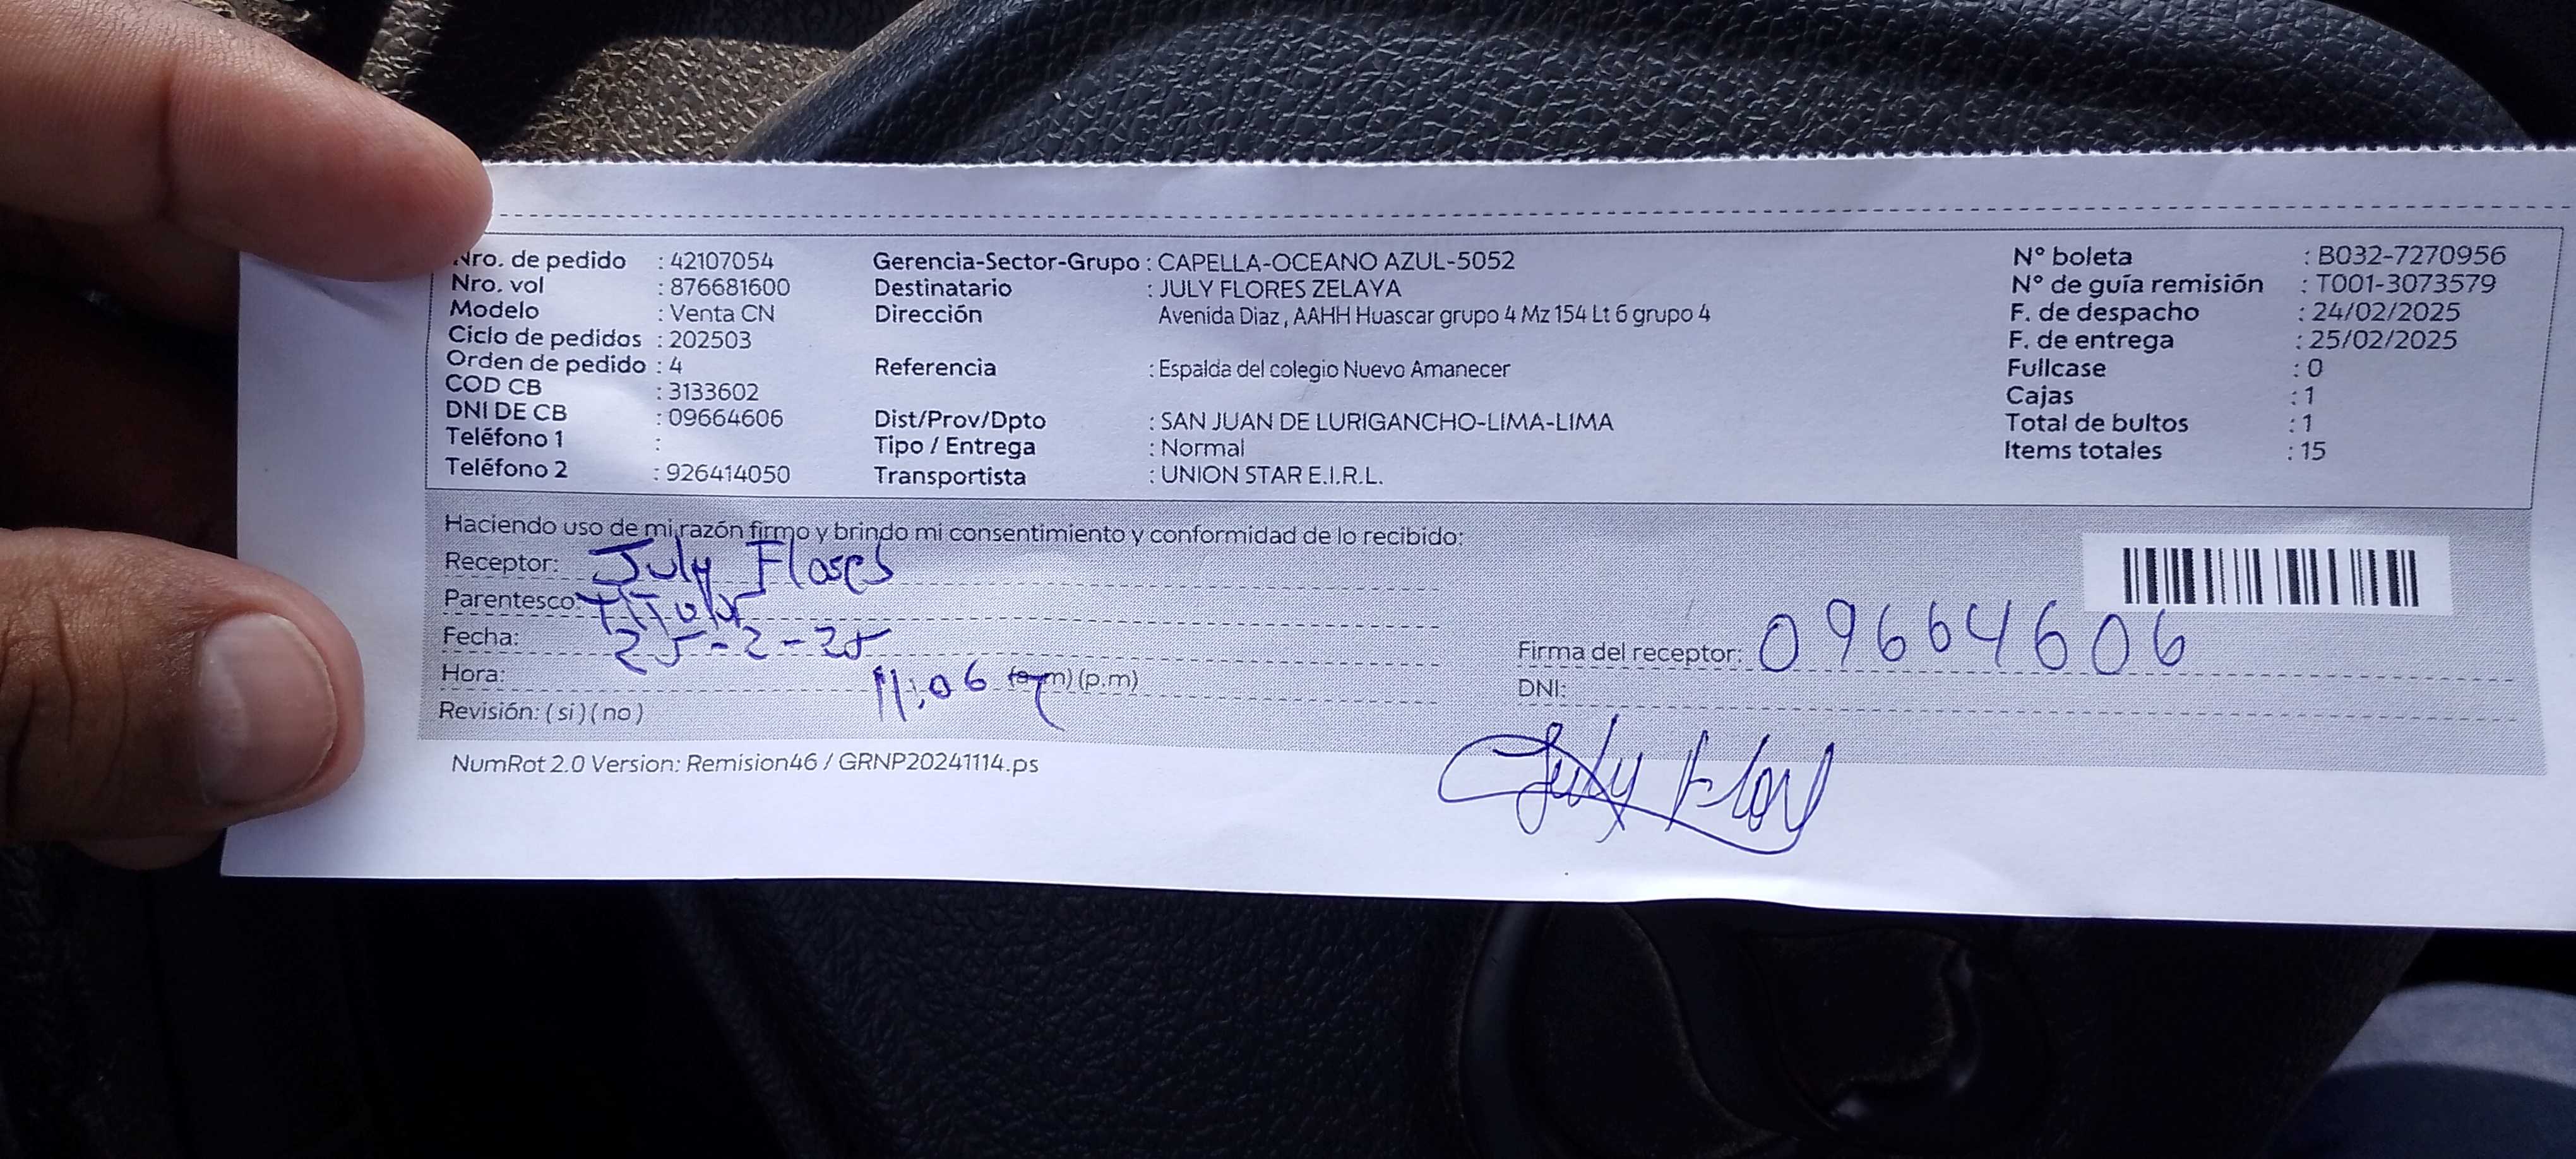 Nro. de pedido : 42107054
Nro. vol : 876681600
Modelo : Venta CN
Ciclo de pedidos : 202503
Orden de pedido : 4
COD CB : 3133602
DNI DE CB : 09664606
Teléfono 1 :
Teléfono 2 : 926414050
Gerencia-Sector-Grupo : CAPELLA-OCEANO AZUL-5052
Destinatario : JULY FLORES ZELAYA
Dirección Avenida Diaz , AAHH Huascar grupo 4 Mz 154 Lt 6 grupo 4
Referencia : Espalda del colegio Nuevo Amanecer
Dist/Prov/Dpto : SAN JUAN DE LURIGANCHO-LIMA-LIMA
Tipo / Entrega : Normal
Transportista : UNION STAR E.I.R.L.
N° boleta : B032-7270956
N° de guía remisión : T001-3073579
F. de despacho : 24/02/2025
F. de entrega : 25/02/2025
Fullcase : 0
Cajas : 1
Total de bultos : 1
Items totales : 15
Haciendo uso de mi razón firmo y brindo mi consentimiento y conformidad de lo recibido:
Receptor: July Flores
Parentesco: titular
Fecha: 25-2-25
Hora: 11:06 (a.m) (p.m)
Revisión: ( si ) ( no )
Firma del receptor: 09664606
DNI:
July Flor
NumRot 2.0 Version: Remision46 / GRNP20241114.ps